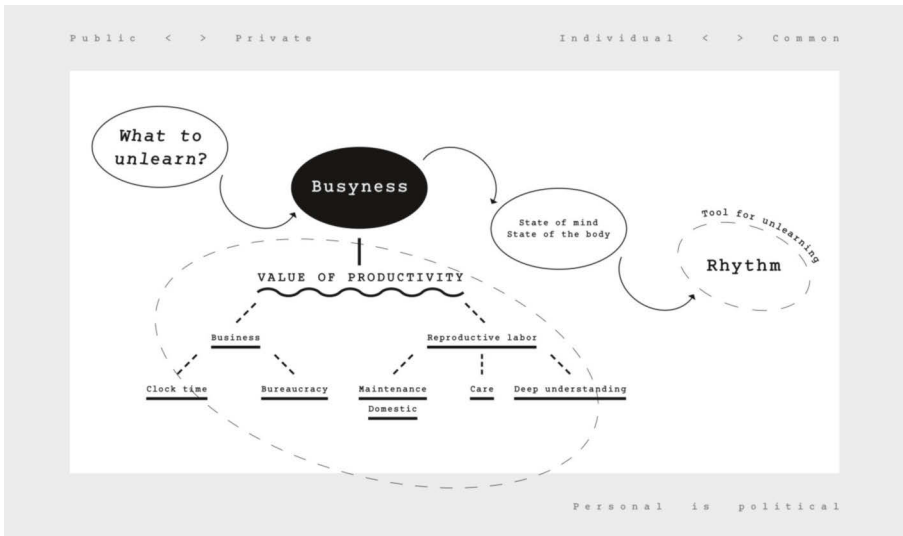 Public < > Private
Individual < > Common
What to
unlearn?
Busyness
State of mind
State of the body
Tool for unlearning
Rhythm
VALUE OF PRODUCTIVITY
Business
Reproductive labor
Clock time
Bureaucracy
Maintenance
Care
Deep understanding
Domestic
Personal is political